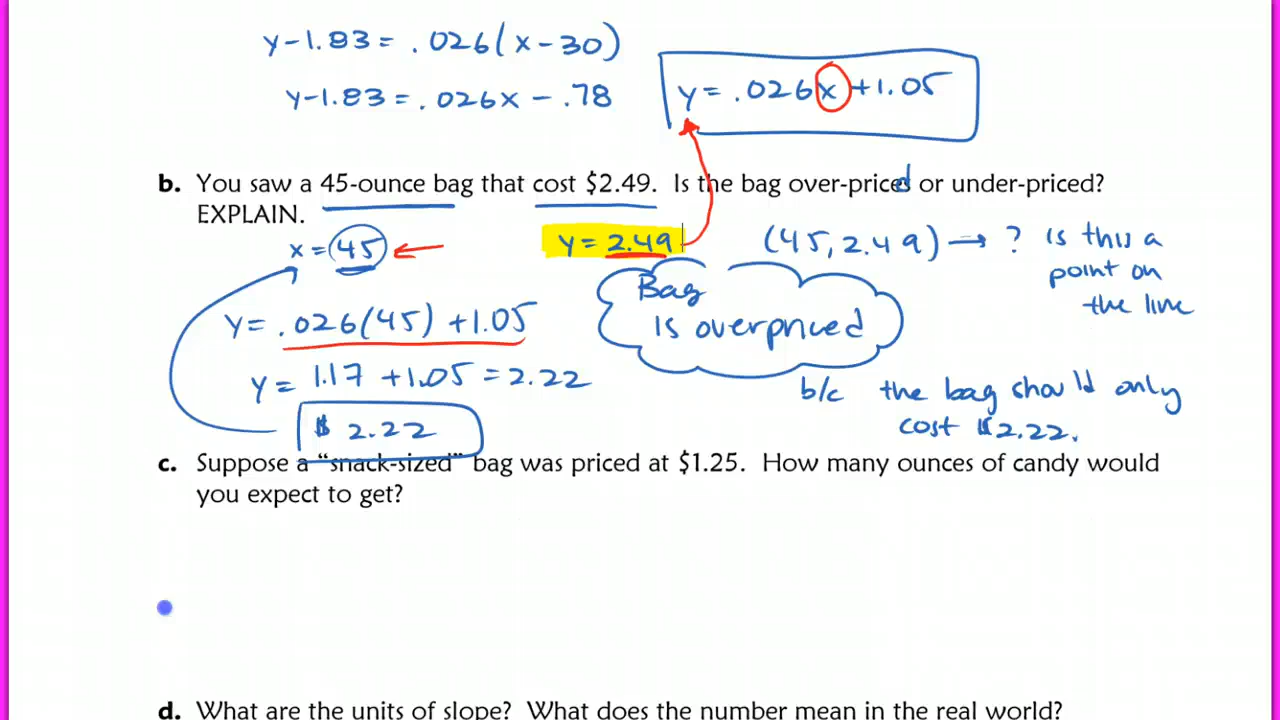 y-1.83 = .026(x-30)
y-1.83 = .026x - .78
y = .026x +1.05
b. You saw a 45-ounce bag that cost $2.49. Is the bag over-priced or under-priced?
EXPLAIN.
x = 45
y = 2.49
(45, 2.49) → ? Is this a
point on
the line
y = .026(45) +1.05
y = 1.17 +1.05 = 2.22
$ 2.22
Bag
is overpriced
b/c the bag should only
cost $2.22.
c. Suppose a “snack-sized” bag was priced at $1.25. How many ounces of candy would
you expect to get?
d. What are the units of slope? What does the number mean in the real world?